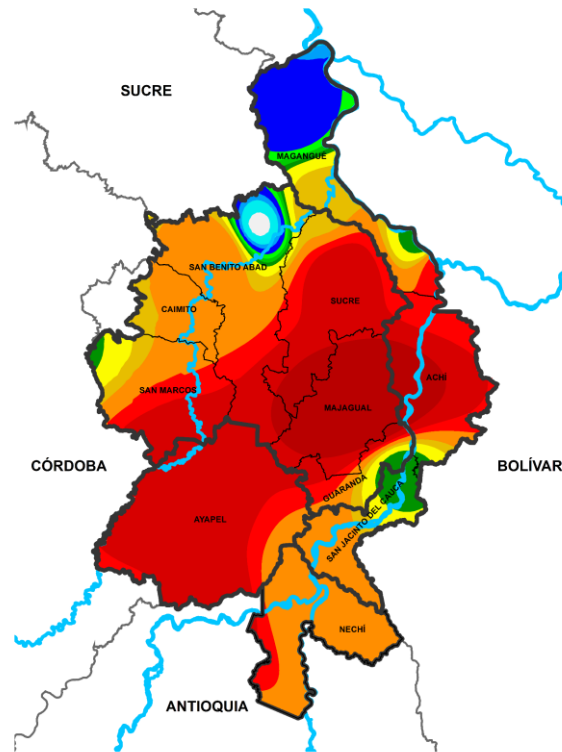 SUCRE
MAGANGUE
SAN BENITO ABAD
SUCRE
CAIMITO
ACHI
SAN MARCOS
MAJAGUAL
CÓRDOBA
BOLÍVAR
GUARANDA
AYAPEL
SAN JACINTO DEL CAUCA
NECHÍ
ANTIOQUIA